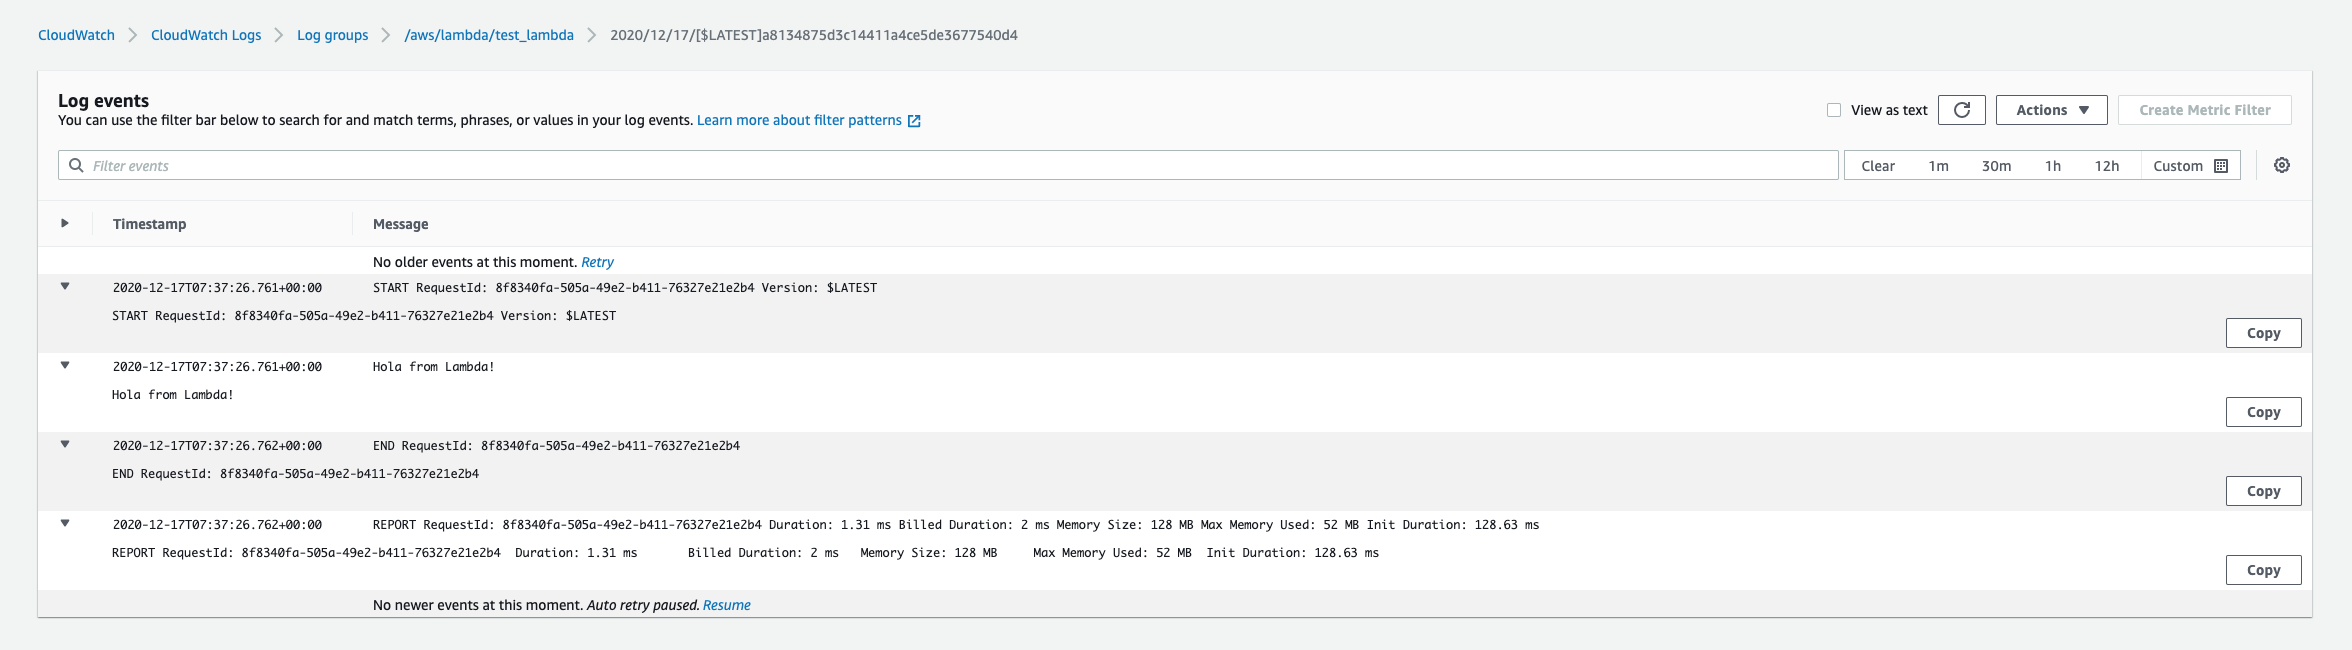 CloudWatch CloudWatch Logs Log groups /aws/lambda/test_lambda 2020/12/17/[$LATEST]a8134875d3c14411a4ce5de3677540d4
Log events
You can use the filter bar below to search for and match terms, phrases, or values in your log events. Learn more about filter patterns
View as text Actions Create Metric Filter
Filter events Clear 1m 30m 1h 12h Custom
Timestamp Message
No older events at this moment. Retry
2020-12-17T07:37:26.761+00:00 START RequestId: 8f8340fa-505a-49e2-b411-76327e21e2b4 Version: $LATEST
START RequestId: 8f8340fa-505a-49e2-b411-76327e21e2b4 Version: $LATEST
Copy
2020-12-17T07:37:26.761+00:00 Hola from Lambda!
Hola from Lambda!
Copy
2020-12-17T07:37:26.762+00:00 END RequestId: 8f8340fa-505a-49e2-b411-76327e21e2b4
END RequestId: 8f8340fa-505a-49e2-b411-76327e21e2b4
Copy
2020-12-17T07:37:26.762+00:00 REPORT RequestId: 8f8340fa-505a-49e2-b411-76327e21e2b4 Duration: 1.31 ms Billed Duration: 2 ms Memory Size: 128 MB Max Memory Used: 52 MB Init Duration: 128.63 ms
REPORT RequestId: 8f8340fa-505a-49e2-b411-76327e21e2b4 Duration: 1.31 ms Billed Duration: 2 ms Memory Size: 128 MB Max Memory Used: 52 MB Init Duration: 128.63 ms
Copy
No newer events at this moment. Auto retry paused. Resume